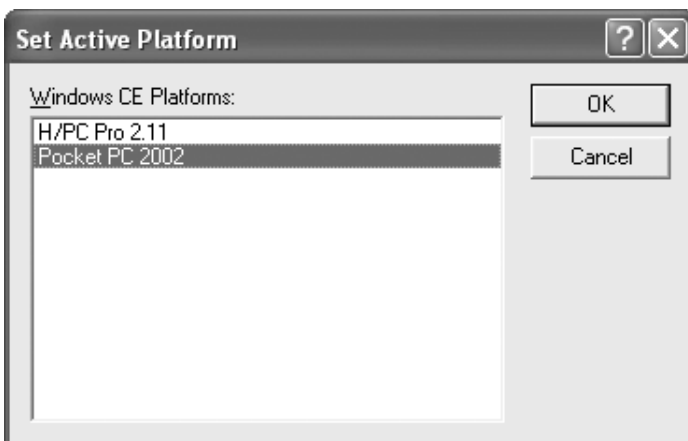 Set Active Platform
Windows CE Platforms:
H/PC Pro 2.11
Pocket PC 2002
OK
Cancel